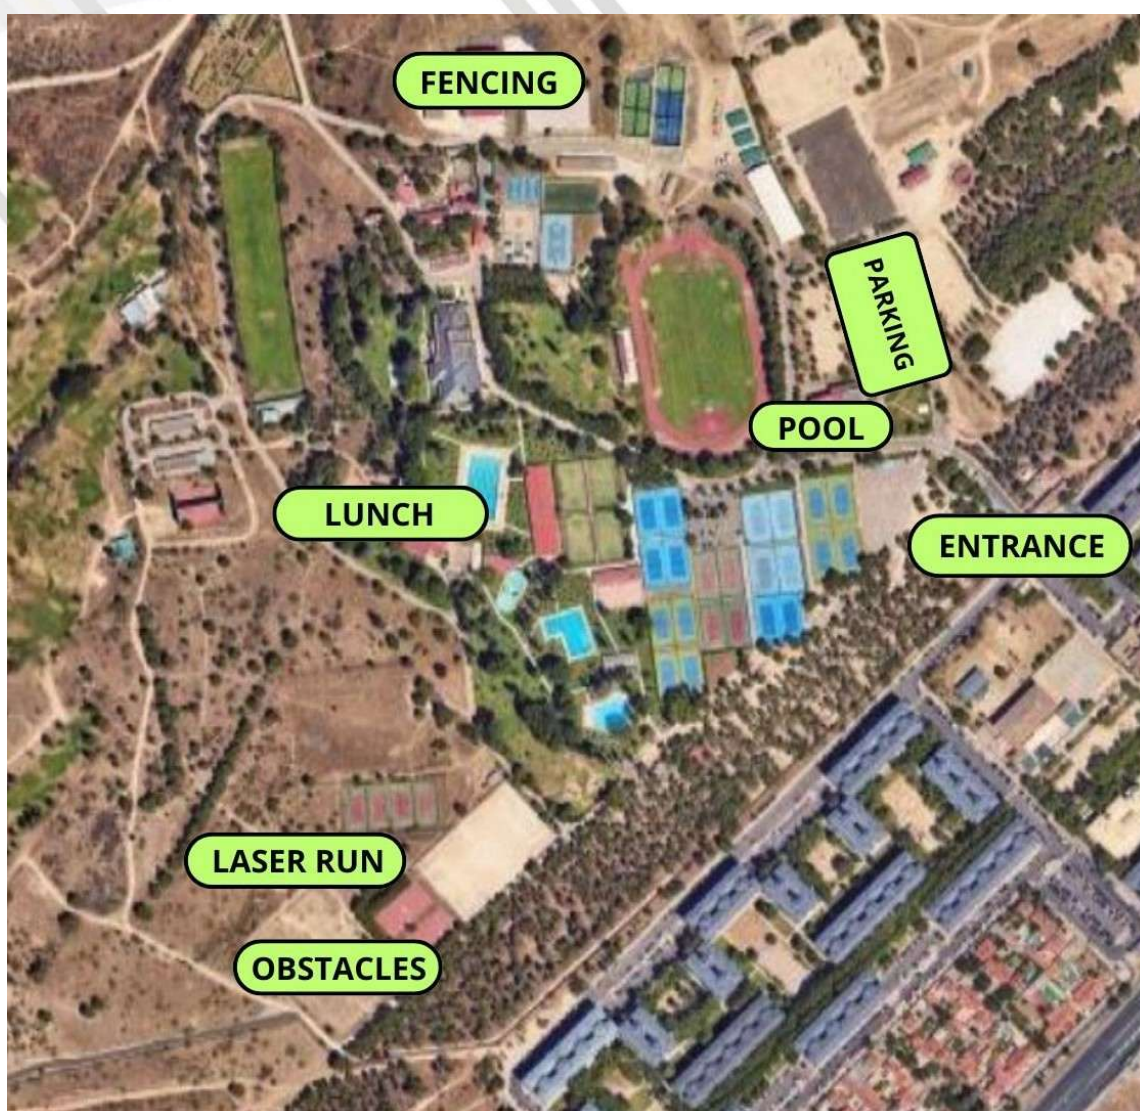 FENCING
PARKING
POOL
LUNCH
ENTRANCE
LASER RUN
OBSTACLES